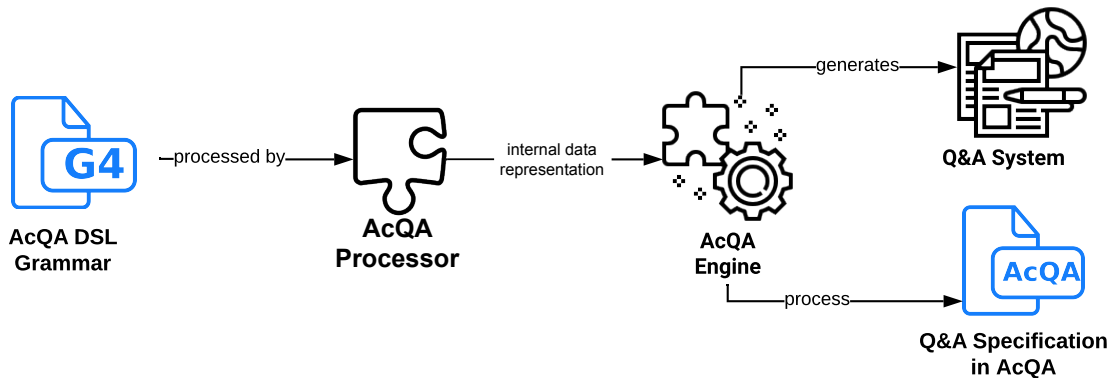 G4
AcQA DSL
Grammar
processed by
AcQA
Processor
internal data
representation
AcQA
Engine
generates
Q&A System
process
AcQA
Q&A Specification
in AcQA